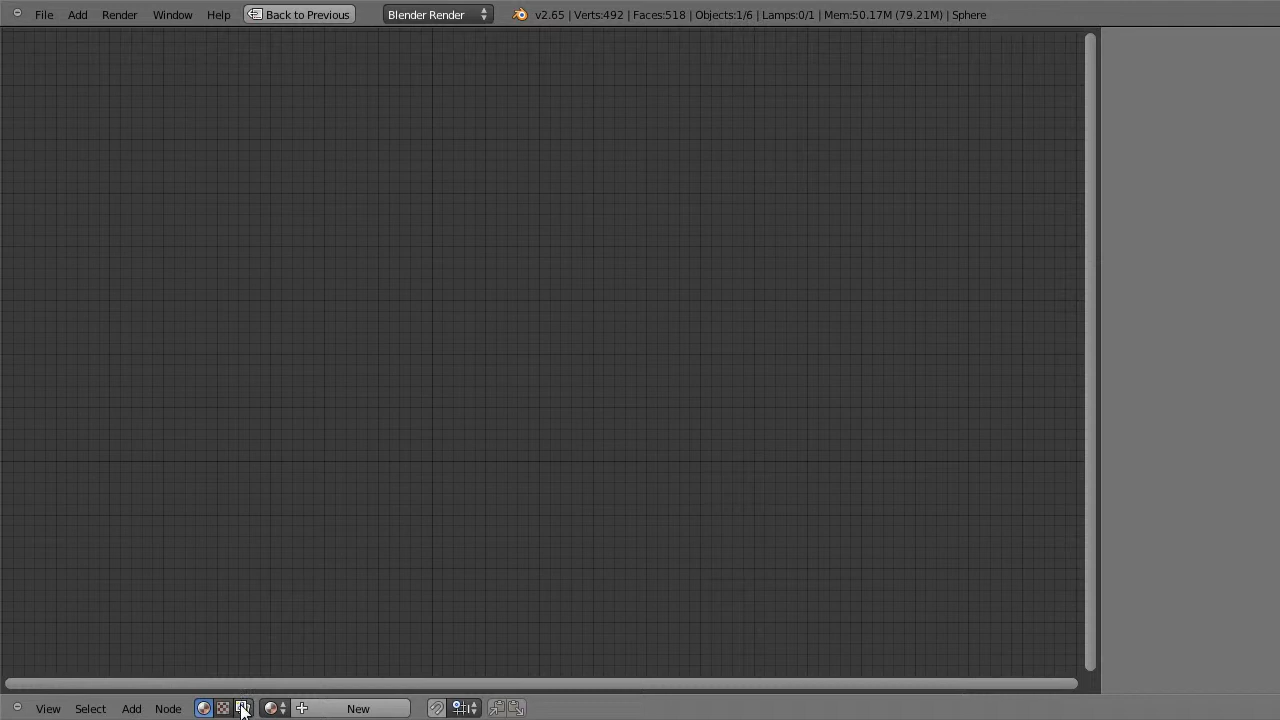 File Add Render Window Help Back to Previous Blender Render v2.65 | Verts:492 | Faces:518 | Objects:1/6 | Lamps:0/1 | Mem:50.17M (79.21M) | Sphere
View Select Add Node New